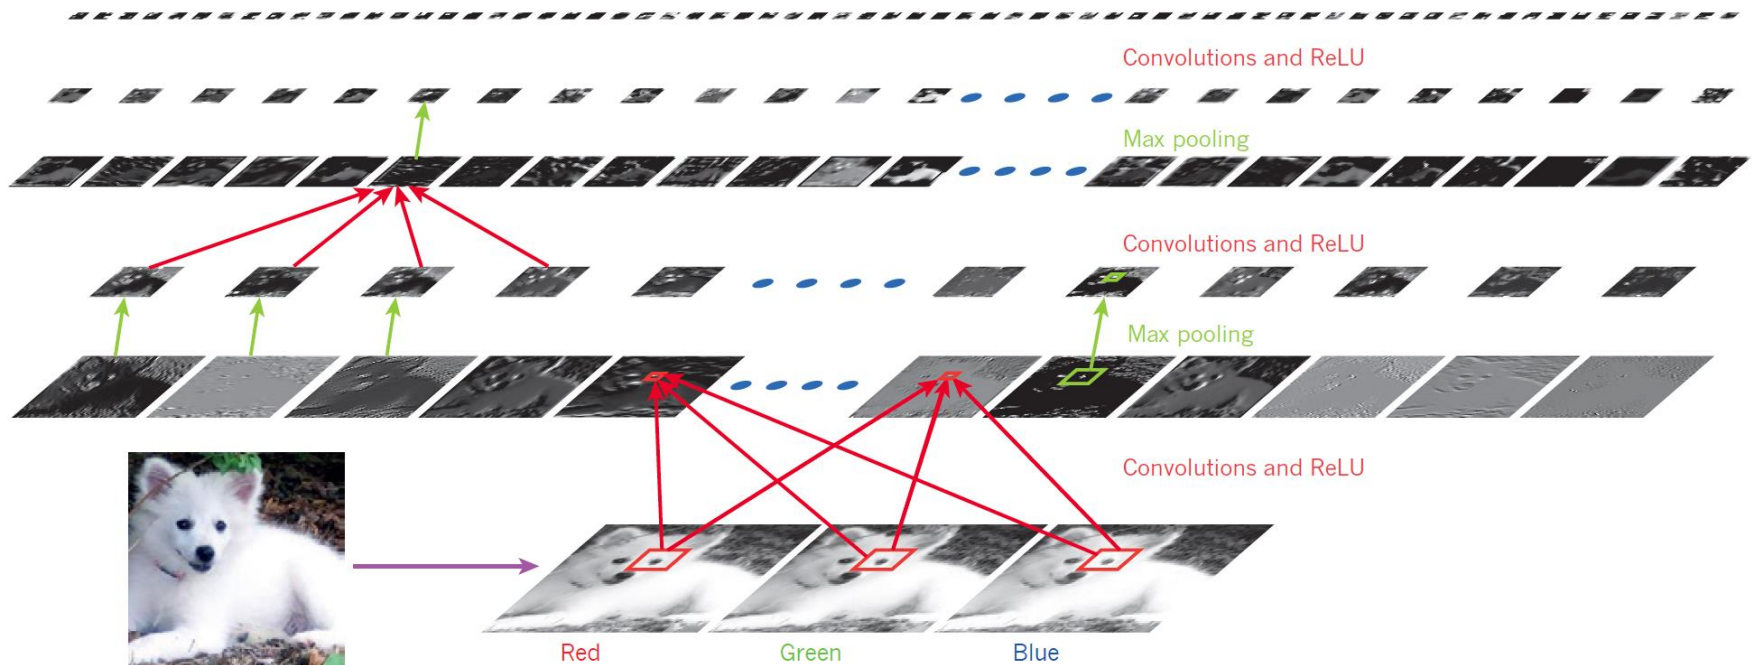 Convolutions and ReLU
Max pooling
Convolutions and ReLU
Max pooling
Convolutions and ReLU
Red
Green
Blue